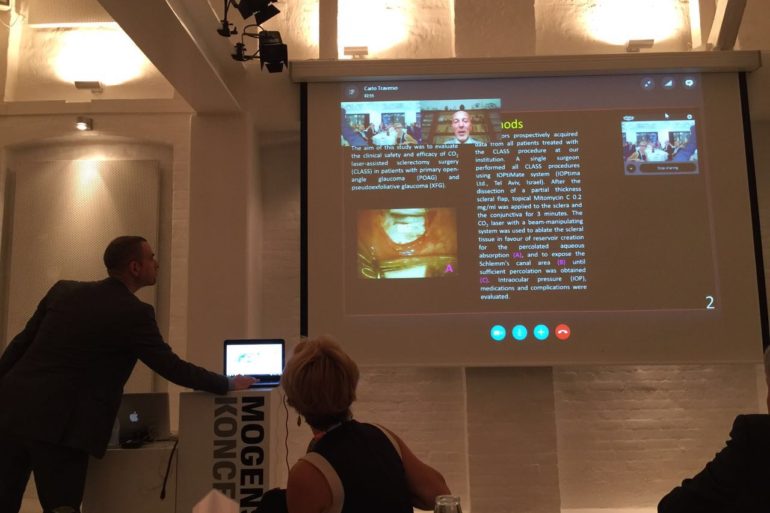 Carlo Traverso
hods
The aim of this study was to evaluate
the clinical safety and efficacy of CO2
laser-assisted sclerectomy surgery
(CLASS) in patients with primary open-
angle glaucoma (POAG) and
pseudoexfoliative glaucoma (XFG).
A
ors prospectively acquired
data from all patients treated with
the CLASS procedure at our
institution. A single surgeon
performed all CLASS procedures
using IOPtiMate system (IOPtima
Ltd., Tel Aviv, Israel). After the
dissection of a partial thickness
scleral flap, topical Mitomycin C 0.2
mg/ml was applied to the sclera and
the conjunctiva for 3 minutes. The
CO2 laser with a beam-manipulating
system was used to ablate the scleral
tissue in favour of reservoir creation
for the percolated aqueous
absorption (A), and to expose the
Schlemm's canal area (B) until
sufficient percolation was obtained
(C). Intraocular pressure (IOP),
medications and complications were
evaluated.
Stop sharing
2
MOGENS
KONCE